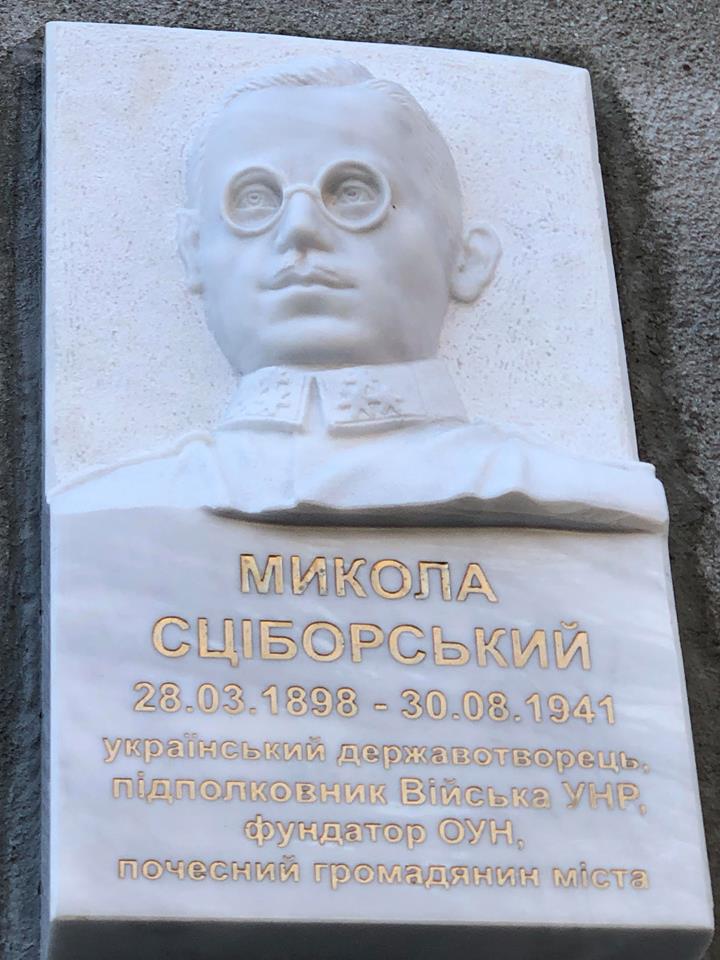 МИКОЛА
СЦІБОРСЬКИЙ
28.03.1898 - 30.08.1941
український державотворець,
підполковник Війська УНР,
фундатор ОУН,
почесний громадянин міста